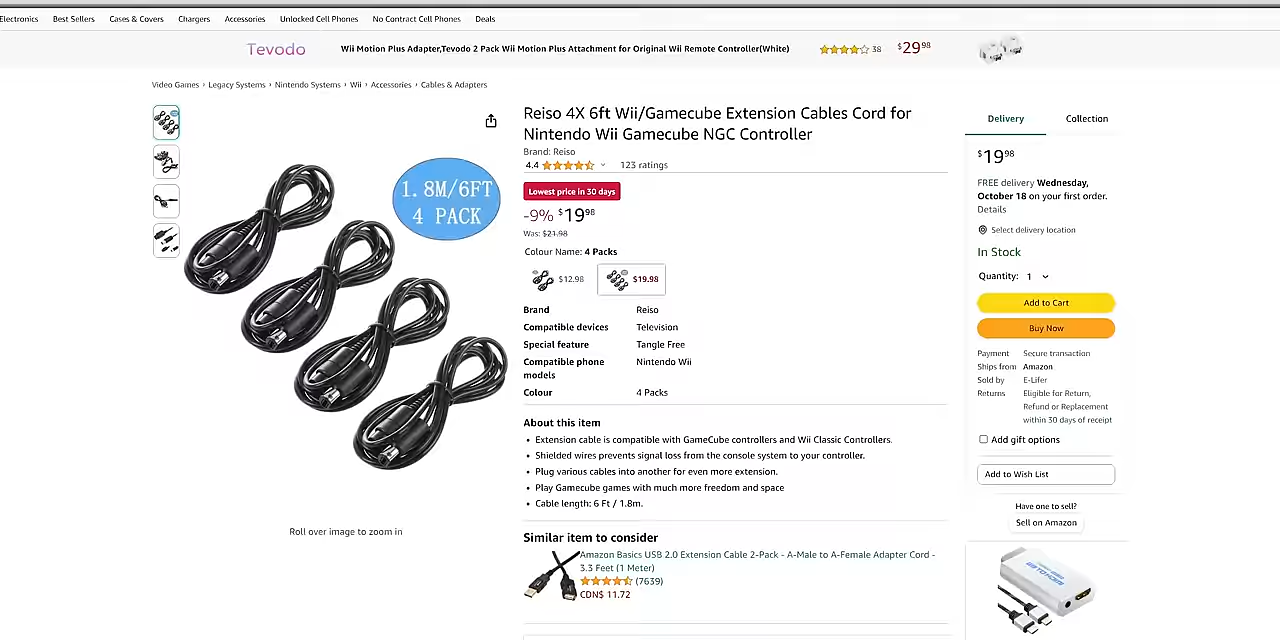 Electronics Best Sellers Cases & Covers Chargers Accessories Unlocked Cell Phones No Contract Cell Phones Deals
Tevodo Wii Motion Plus Adapter,Tevodo 2 Pack Wii Motion Plus Attachment for Original Wii Remote Controller(White) 38 $29 98
Video Games › Legacy Systems › Nintendo Systems › Wii › Accessories › Cables & Adapters
1.8M/6FT
4 PACK
Roll over image to zoom in
Reiso 4X 6ft Wii/Gamecube Extension Cables Cord for
Nintendo Wii Gamecube NGC Controller
Brand: Reiso
4.4 123 ratings
Lowest price in 30 days
-9% $19 98
Was: $21.98
Colour Name: 4 Packs
$12.98 $19.98
Brand Reiso
Compatible devices Television
Special feature Tangle Free
Compatible phone models Nintendo Wii
Colour 4 Packs
About this item
• Extension cable is compatible with GameCube controllers and Wii Classic Controllers.
• Shielded wires prevents signal loss from the console system to your controller.
• Plug various cables into another for even more extension.
• Play Gamecube games with much more freedom and space
• Cable length: 6 Ft / 1.8m.
Similar item to consider
Amazon Basics USB 2.0 Extension Cable 2-Pack - A-Male to A-Female Adapter Cord -
3.3 Feet (1 Meter)
(7639)
CDN$ 11.72
Delivery Collection
$19 98
FREE delivery Wednesday,
October 18 on your first order.
Details
Select delivery location
In Stock
Quantity: 1
Add to Cart
Buy Now
Payment Secure transaction
Ships from Amazon
Sold by E-Lifer
Returns Eligible for Return,
Refund or Replacement
within 30 days of receipt
Add gift options
Add to Wish List
Have one to sell?
Sell on Amazon